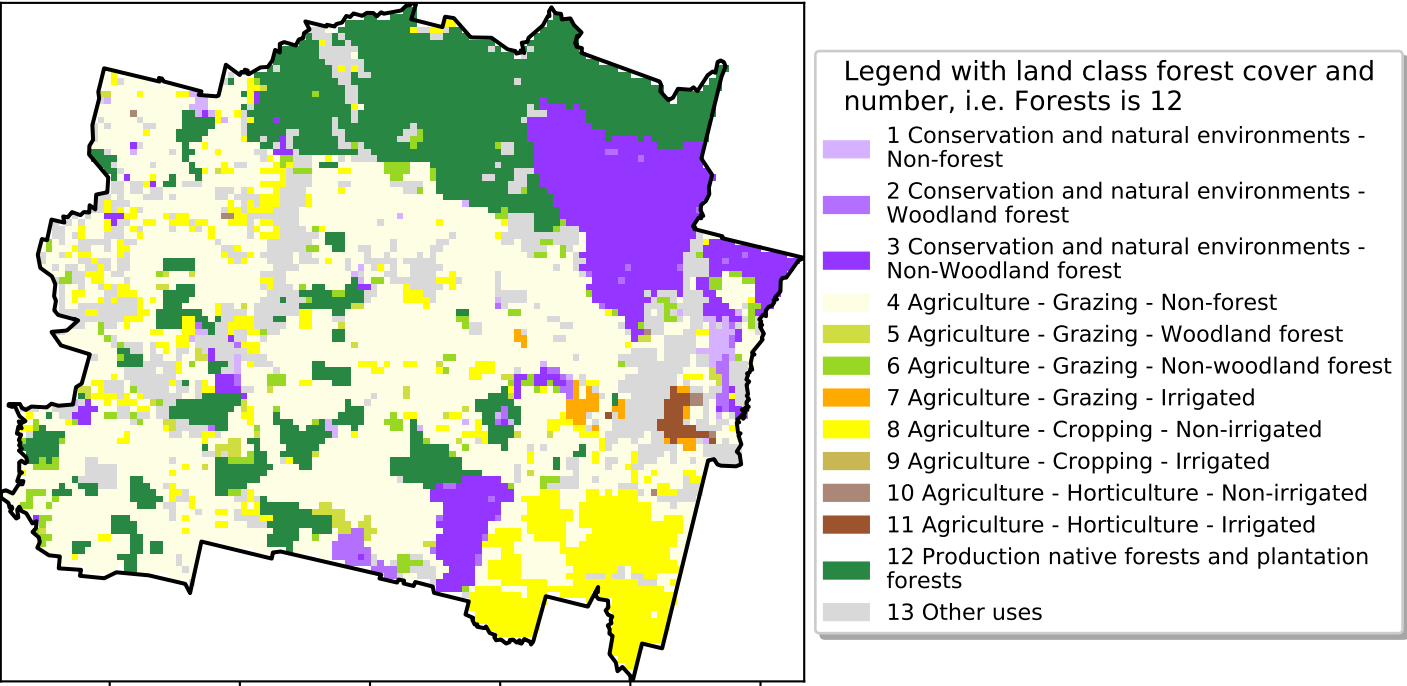 Legend with land class forest cover and
number, i.e. Forests is 12
1 Conservation and natural environments -
Non-forest
2 Conservation and natural environments -
Woodland forest
3 Conservation and natural environments -
Non-Woodland forest
4 Agriculture - Grazing - Non-forest
5 Agriculture - Grazing - Woodland forest
6 Agriculture - Grazing - Non-woodland forest
7 Agriculture - Grazing - Irrigated
8 Agriculture - Cropping - Non-irrigated
9 Agriculture - Cropping - Irrigated
10 Agriculture - Horticulture - Non-irrigated
11 Agriculture - Horticulture - Irrigated
12 Production native forests and plantation
forests
13 Other uses